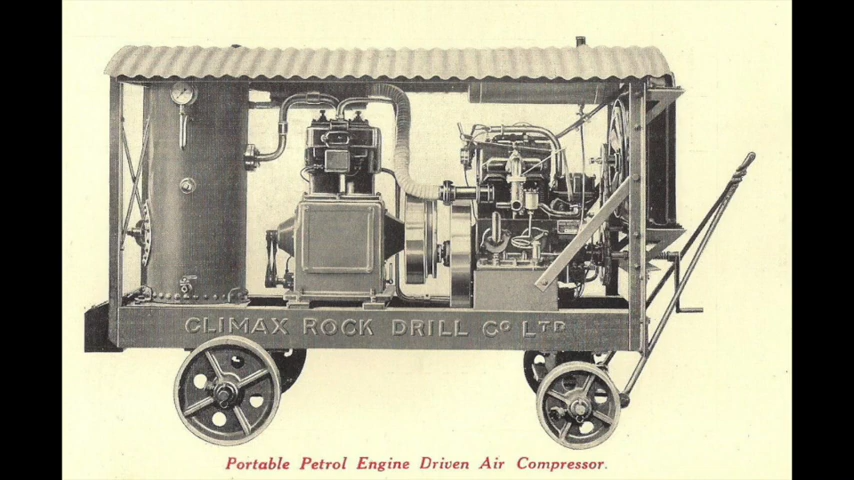 CLIMAX ROCK DRILL Cº LTD
Portable Petrol Engine Driven Air Compressor.